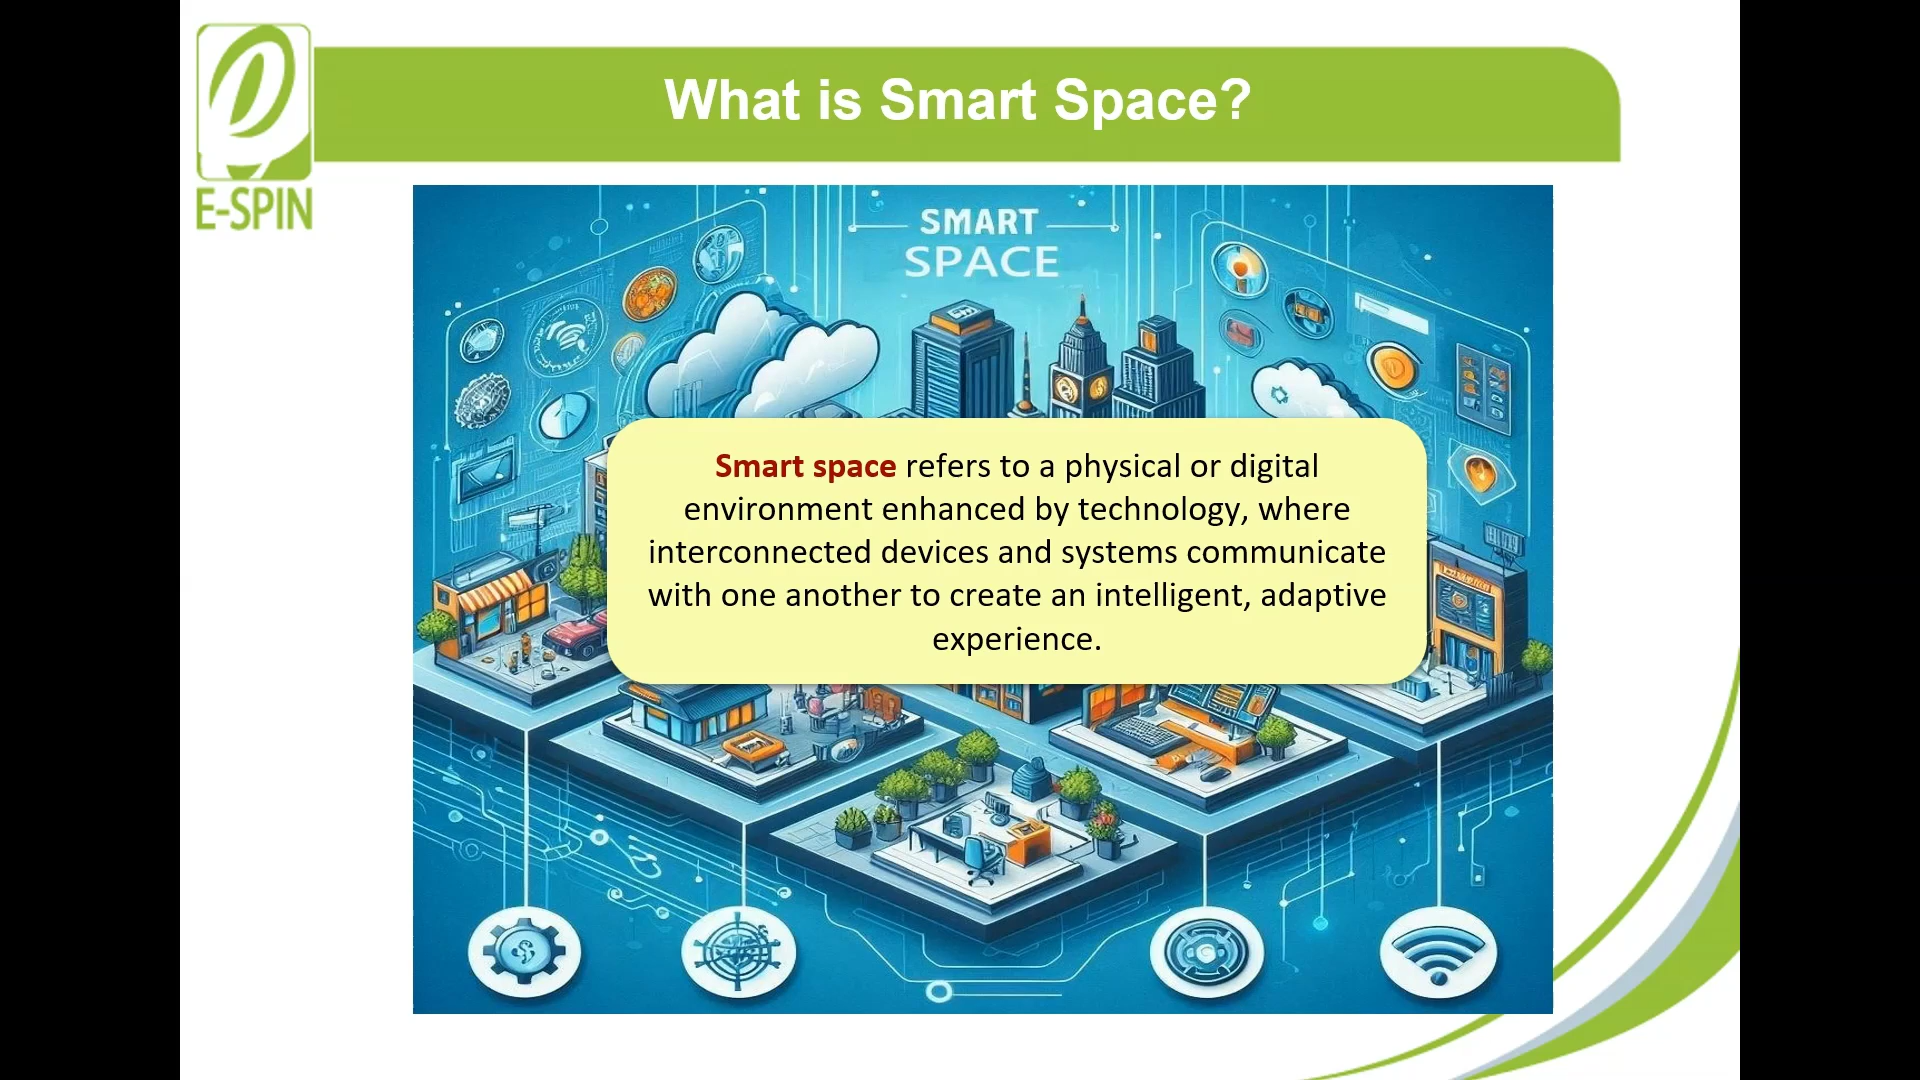 What is Smart Space?
E-SPIN
SMART
SPACE
Smart space refers to a physical or digital
environment enhanced by technology, where
interconnected devices and systems communicate
with one another to create an intelligent, adaptive
experience.